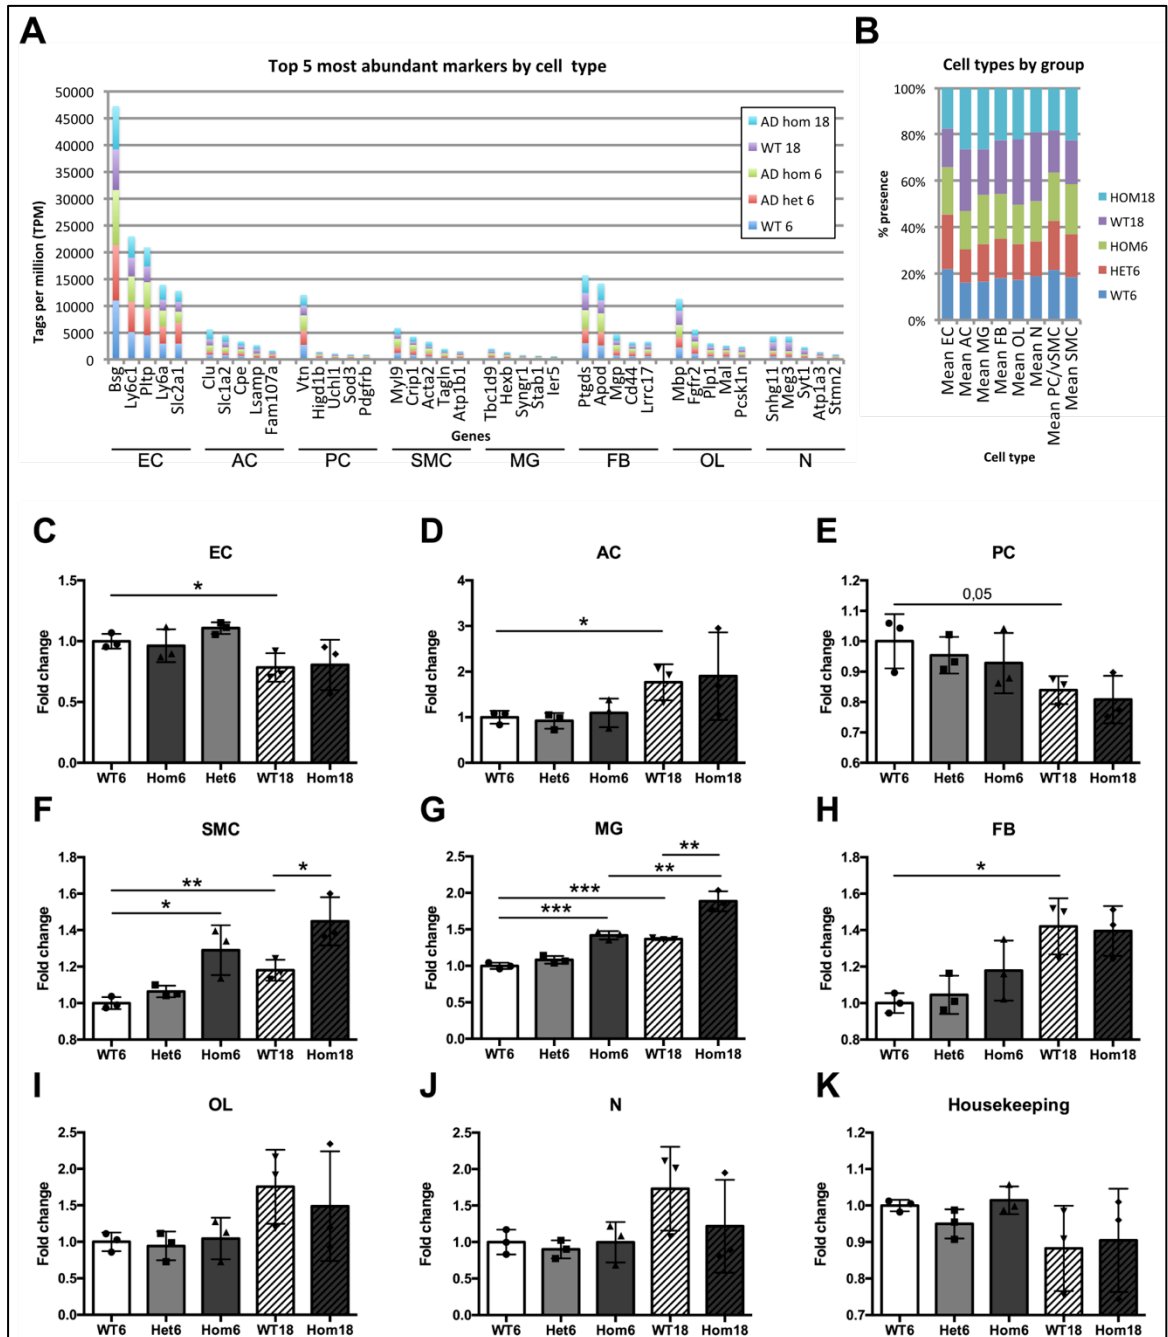 A
Top 5 most abundant markers by cell type
Tags per million (TPM)
50000
45000
40000
35000
30000
25000
20000
15000
10000
5000
0
AD hom 18
WT 18
AD hom 6
AD het 6
WT 6
Bsg
Ly6c1
Pltp
Ly6a
Slc2a1
Clu
Slc1a2
Cpe
Lsamp
Fam107a
Vtn
Higd1b
Uchl1
Sod3
Pdgfrb
Myl9
Crip1
Acta2
Tagln
Atp1b1
Tbc1d9
Hexb
Syngr1
Stab1
Ier5
Ptgds
Apod
Mgp
Cd44
Lrrc17
Mbp
Fgfr2
Plp1
Mal
Pcsk1n
Snhg11
Meg3
Syt1
Atp1a3
Stmn2
Genes
EC AC PC SMC MG FB OL N
B
Cell types by group
% presence
100%
80%
60%
40%
20%
0%
HOM18
WT18
HOM6
HET6
WT6
Mean EC
Mean AC
Mean MG
Mean FB
Mean OL
Mean N
Mean PC/vSMC
Mean SMC
Cell type
C
EC
Fold change
1.5
1.0
0.5
0.0
*
WT6 Hom6 Het6 WT18 Hom18
D
AC
Fold change
4
3
2
1
0
*
WT6 Het6 Hom6 WT18 Hom18
E
PC
Fold change
1.2
1.1
1.0
0.9
0.8
0.7
0.6
0,05
WT6 Het6 Hom6 WT18 Hom18
F
SMC
Fold change
1.8
1.6
1.4
1.2
1.0
0.8
*
**
*
WT6 Het6 Hom6 WT18 Hom18
G
MG
Fold change
2.5
2.0
1.5
1.0
0.5
0.0
**
**
***
***
WT6 Het6 Hom6 WT18 Hom18
H
FB
Fold change
1.8
1.6
1.4
1.2
1.0
0.8
*
WT6 Het6 Hom6 WT18 Hom18
I
OL
Fold change
2.5
2.0
1.5
1.0
0.5
0.0
WT6 Het6 Hom6 WT18 Hom18
J
N
Fold change
2.5
2.0
1.5
1.0
0.5
0.0
WT6 Het6 Hom6 WT18 Hom18
K
Housekeeping
Fold change
1.2
1.1
1.0
0.9
0.8
0.7
WT6 Het6 Hom6 WT18 Hom18